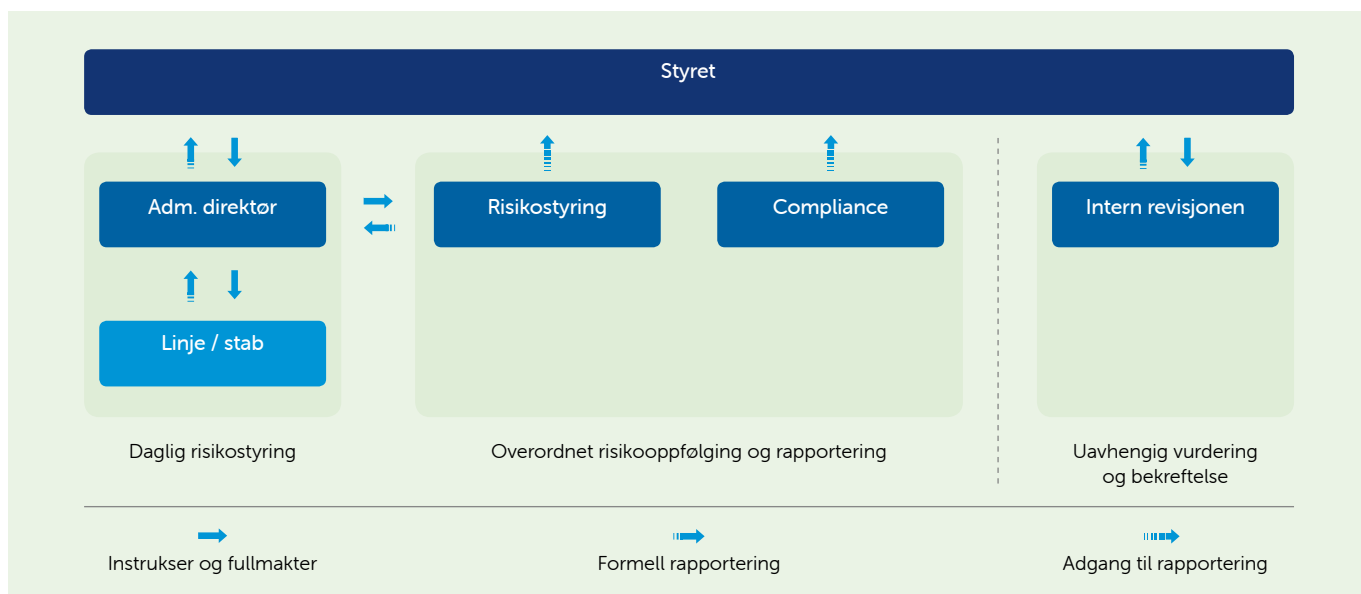 Styret
Adm. direktør
Risikostyring
Compliance
Intern revisjonen
Linje / stab
Daglig risikostyring
Overordnet risikooppfølging og rapportering
Uavhengig vurdering
og bekreftelse
Instrukser og fullmakter
Formell rapportering
Adgang til rapportering